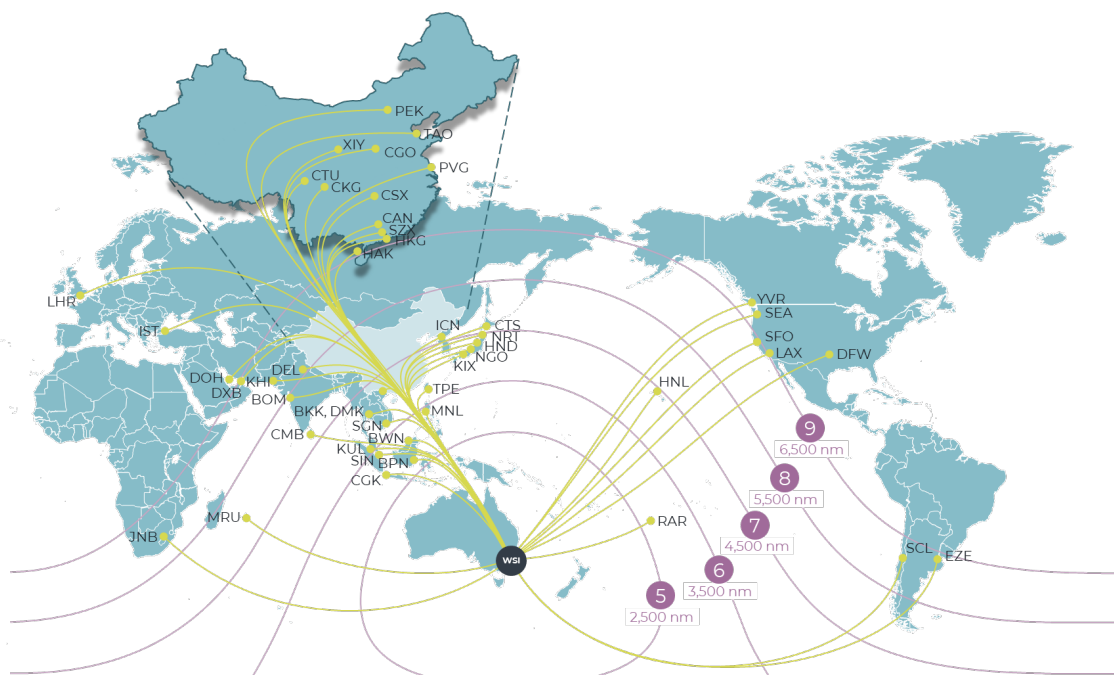 PEK
TAO
XIY
CGO
PVG
CTU
CKG
CSX
CAN
SZX
HKG
HAK
LHR
IST
ICN
CTS
NRT
HND
NGO
KIX
DOH
DXB
KHI
DEL
BOM
TPE
BKK, DMK
MNL
SGN
CMB
BWN
KUL
SIN
BPN
CGK
YVR
SEA
SFO
LAX
DFW
HNL
9
6,500 nm
8
5,500 nm
7
4,500 nm
6
3,500 nm
5
2,500 nm
MRU
JNB
WSI
RAR
SCL
EZE